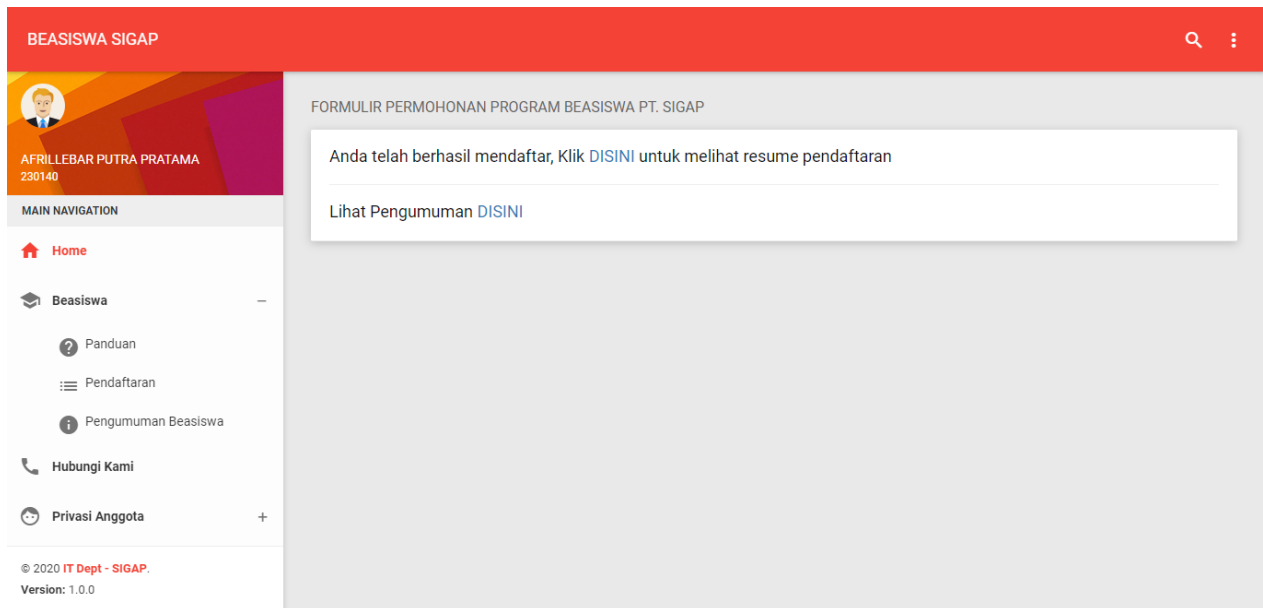 BEASISWA SIGAP
AFRILLEBAR PUTRA PRATAMA
230140
MAIN NAVIGATION
Home
Beasiswa
Panduan
Pendaftaran
Pengumuman Beasiswa
Hubungi Kami
Privasi Anggota
© 2020 IT Dept - SIGAP.
Version: 1.0.0
FORMULIR PERMOHONAN PROGRAM BEASISWA PT. SIGAP
Anda telah berhasil mendaftar, Klik DISINI untuk melihat resume pendaftaran
Lihat Pengumuman DISINI